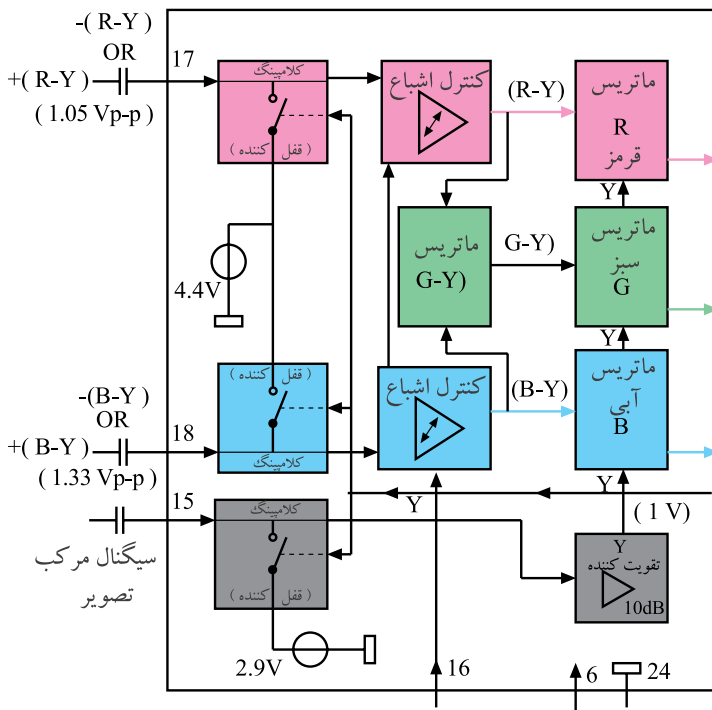 -( R-Y)
OR
+( R-Y)
( 1.05 Vp-p )
17
کلامپینگ
( قفل کننده )
4.4V
کنترل اشباع
(R-Y)
ماتریس
R
قرمز
Y
ماتریس
G-Y)
G-Y)
ماتریس
سبز
G
Y
-(B-Y)
OR
+( B-Y)
( 1.33 Vp-p )
18
( قفل کننده )
کلامپینگ
کنترل اشباع
(B-Y)
ماتریس
آبی
B
Y
( 1 V)
15
سیگنال مرکب
تصویر
کلامپینگ
( قفل کننده )
Y
Y
تقویت کننده
10dB
2.9V
16
6
24